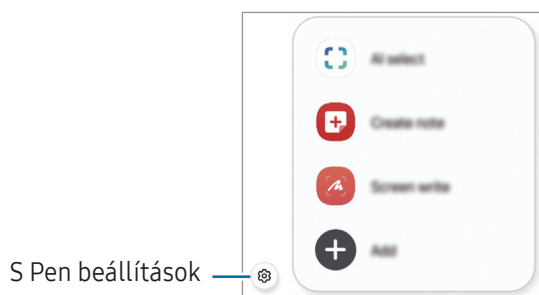 AI select
Create note
Screen write
Add
S Pen beállítások